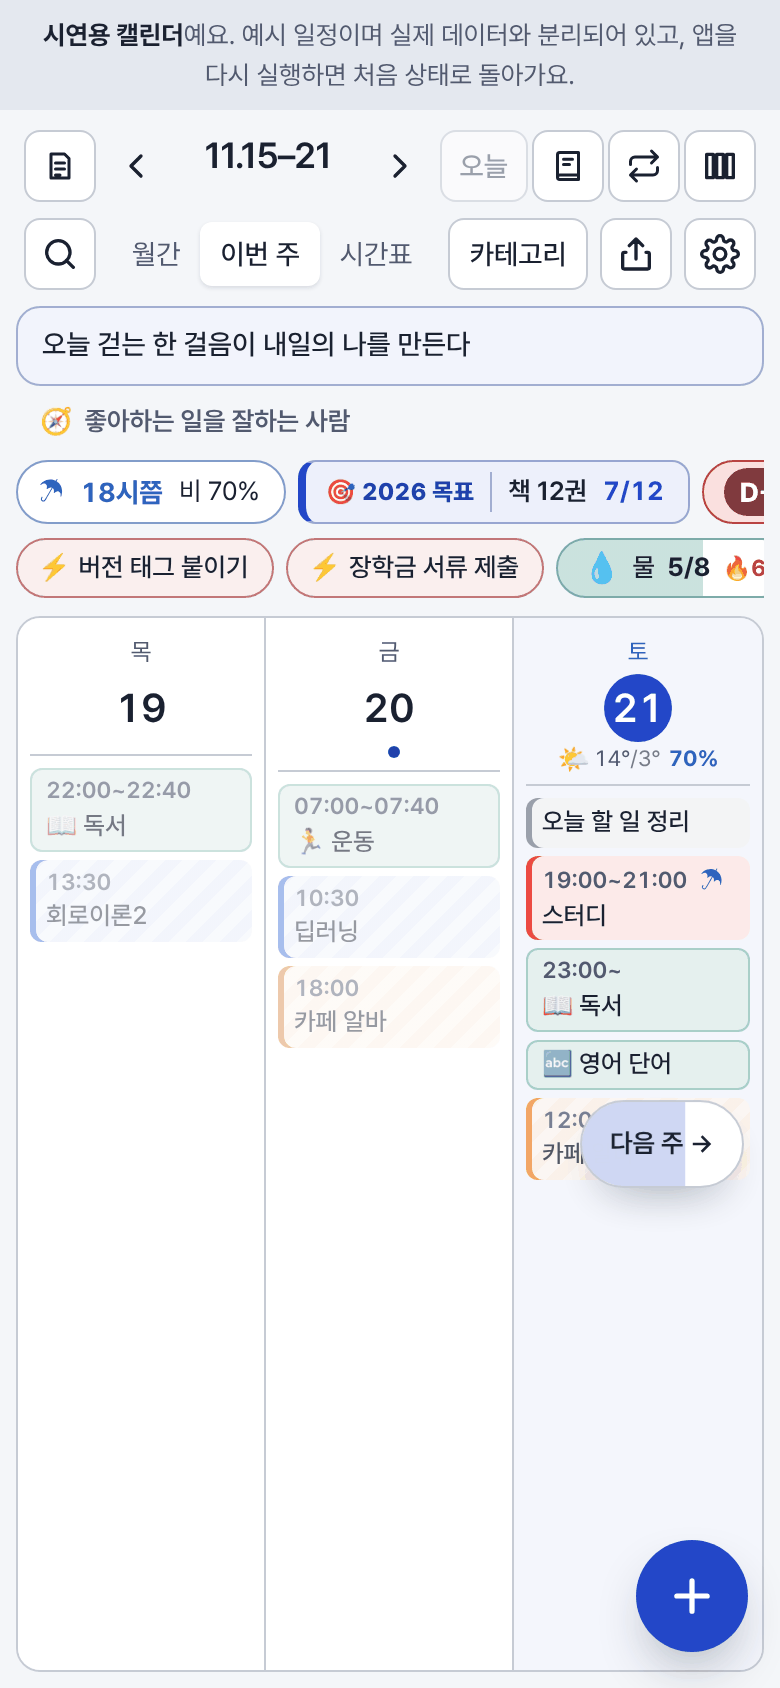 시연용 캘린더예요. 예시 일정이며 실제 데이터와 분리되어 있고, 앱을
다시 실행하면 처음 상태로 돌아가요.
11.15–21
오늘
월간
이번 주
시간표
카테고리
오늘 걷는 한 걸음이 내일의 나를 만든다
🧭 좋아하는 일을 잘하는 사람
☂ 18시쯤 비 70%
🎯 2026 목표 책 12권 7/12
⚡ 버전 태그 붙이기
⚡ 장학금 서류 제출
💧 물 5/8 🔥6
목
19
22:00~22:40
📖 독서
13:30
회로이론2
금
20
07:00~07:40
🏃 운동
10:30
딥러닝
18:00
카페 알바
토
21
🌤️ 14°/3° 70%
오늘 할 일 정리
19:00~21:00 ☂
스터디
23:00~
📖 독서
🔤 영어 단어
카페
다음 주 →